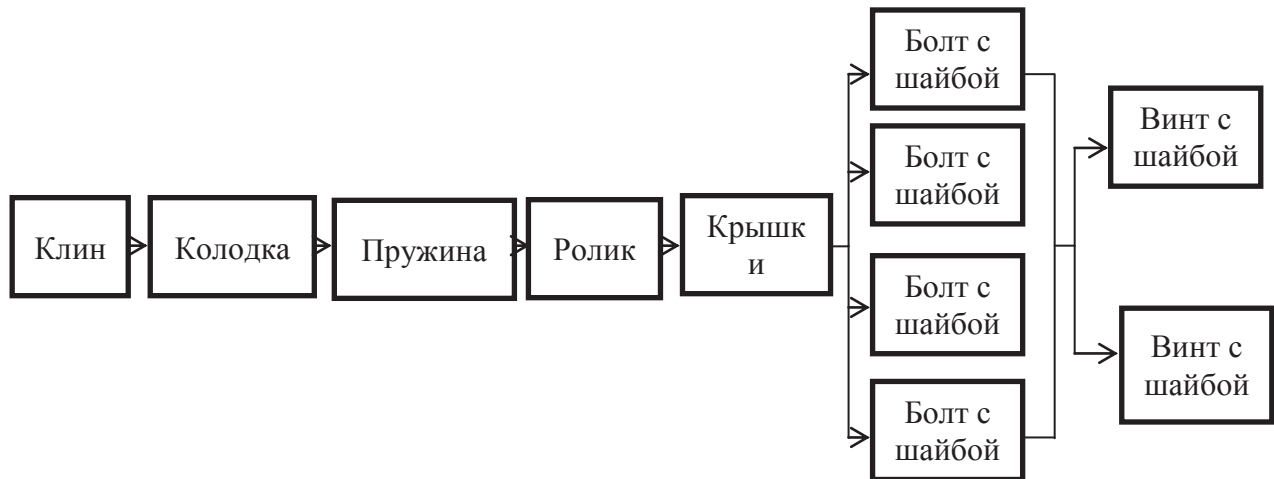 Клин
Колодка
Пружина
Ролик
Крышк
и
Болт с
шайбой
Болт с
шайбой
Болт с
шайбой
Болт с
шайбой
Винт с
шайбой
Винт с
шайбой